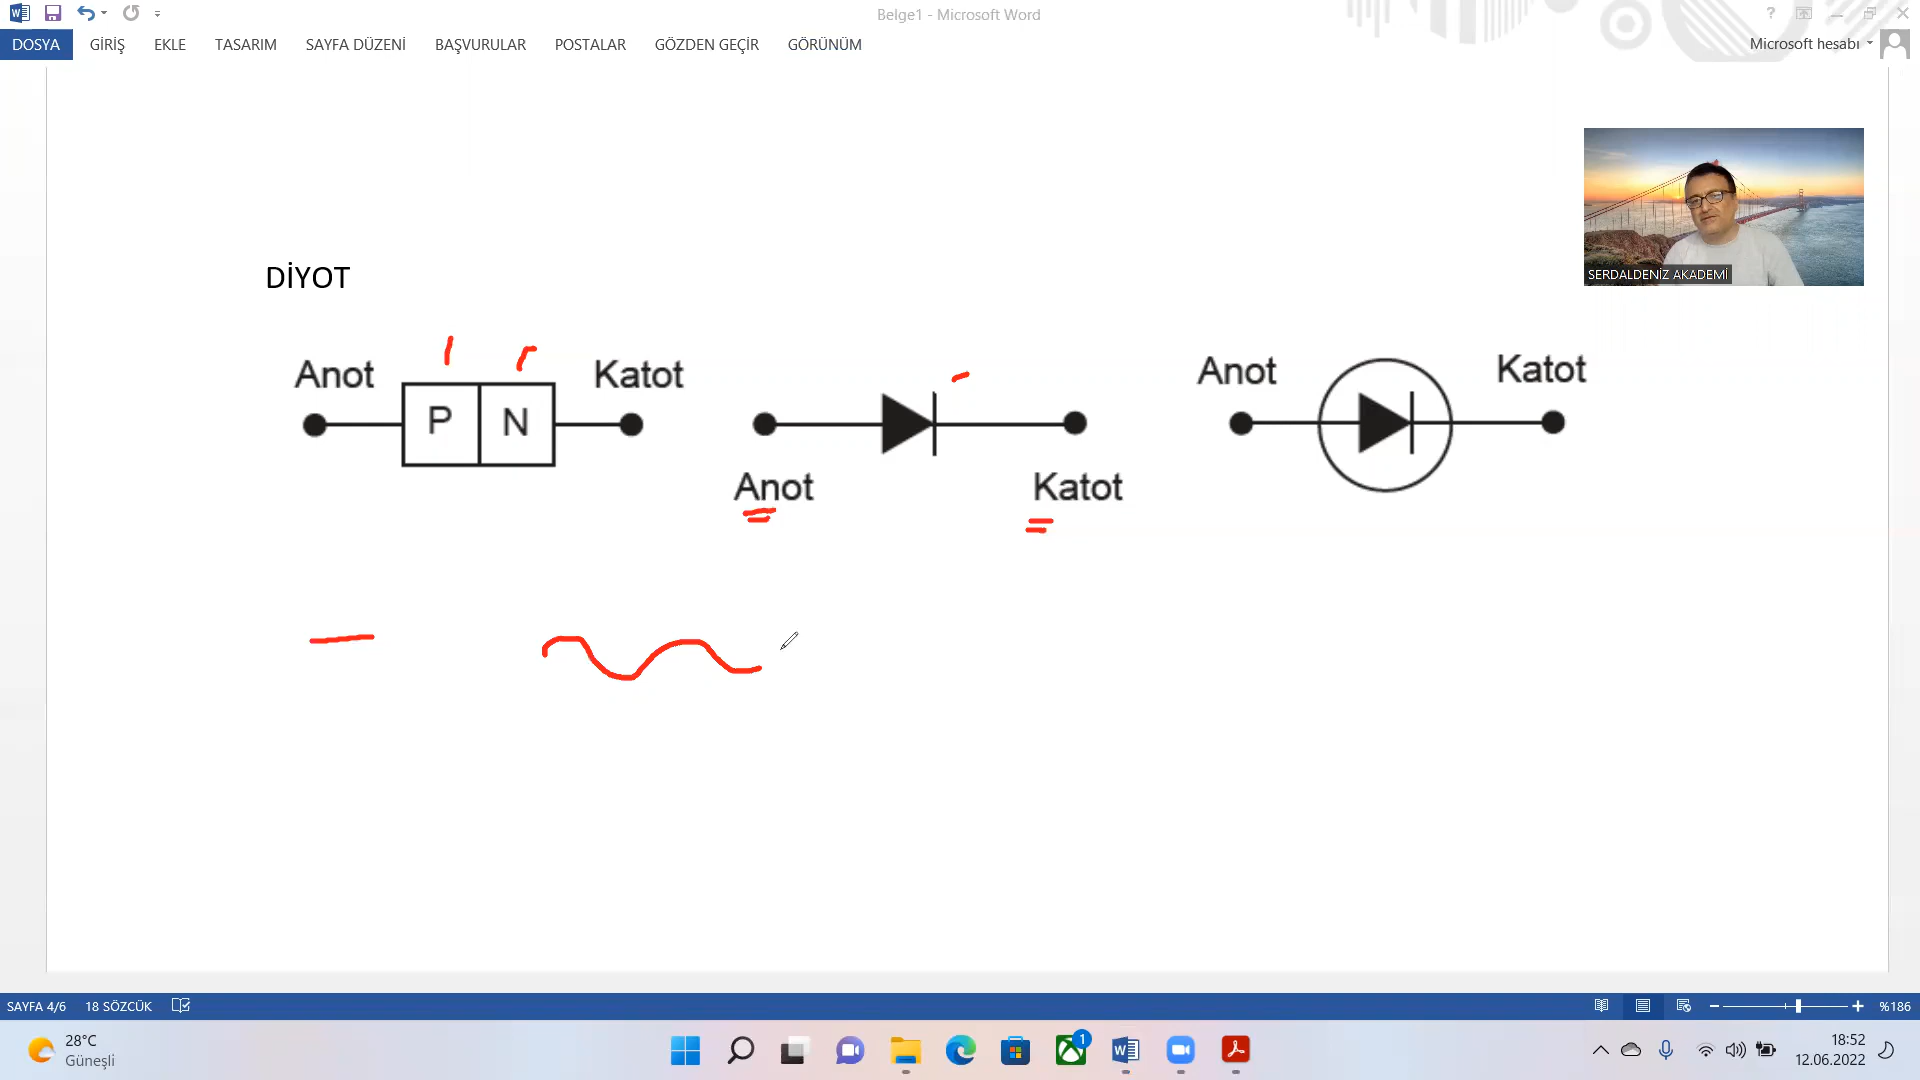 Belge1 - Microsoft Word
DOSYA GİRİŞ EKLE TASARIM SAYFA DÜZENİ BAŞVURULAR POSTALAR GÖZDEN GEÇİR GÖRÜNÜM Microsoft hesabı
SERDALDENİZ AKADEMİ
DİYOT
Anot Katot
P N
Anot Katot
Anot Katot
SAYFA 4/6 18 SÖZCÜK %186
28°C
Güneşli
1
18:52
12.06.2022